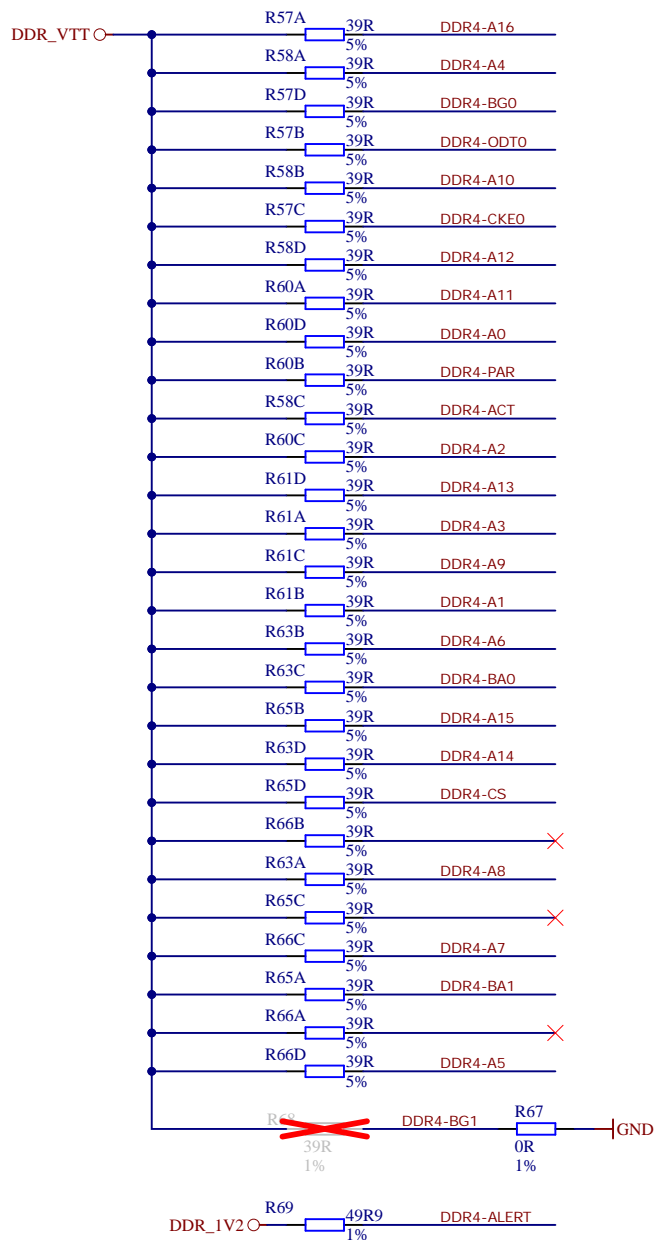 R57A 39R DDR4-A16
DDR_VTT
5%
R58A 39R DDR4-A4
5%
R57D 39R DDR4-BG0
5%
R57B 39R DDR4-ODT0
5%
R58B 39R DDR4-A10
5%
R57C 39R DDR4-CKE0
5%
R58D 39R DDR4-A12
5%
R60A 39R DDR4-A11
5%
R60D 39R DDR4-A0
5%
R60B 39R DDR4-PAR
5%
R58C 39R DDR4-ACT
5%
R60C 39R DDR4-A2
5%
R61D 39R DDR4-A13
5%
R61A 39R DDR4-A3
5%
R61C 39R DDR4-A9
5%
R61B 39R DDR4-A1
5%
R63B 39R DDR4-A6
5%
R63C 39R DDR4-BA0
5%
R65B 39R DDR4-A15
5%
R63D 39R DDR4-A14
5%
R65D 39R DDR4-CS
5%
R66B 39R
5%
R63A 39R DDR4-A8
5%
R65C 39R
5%
R66C 39R DDR4-A7
5%
R65A 39R DDR4-BA1
5%
R66A 39R
5%
R66D 39R DDR4-A5
5%
R68 DDR4-BG1 R67
GND
39R 0R
1% 1%
R69 49R9 DDR4-ALERT
DDR_1V2
1%